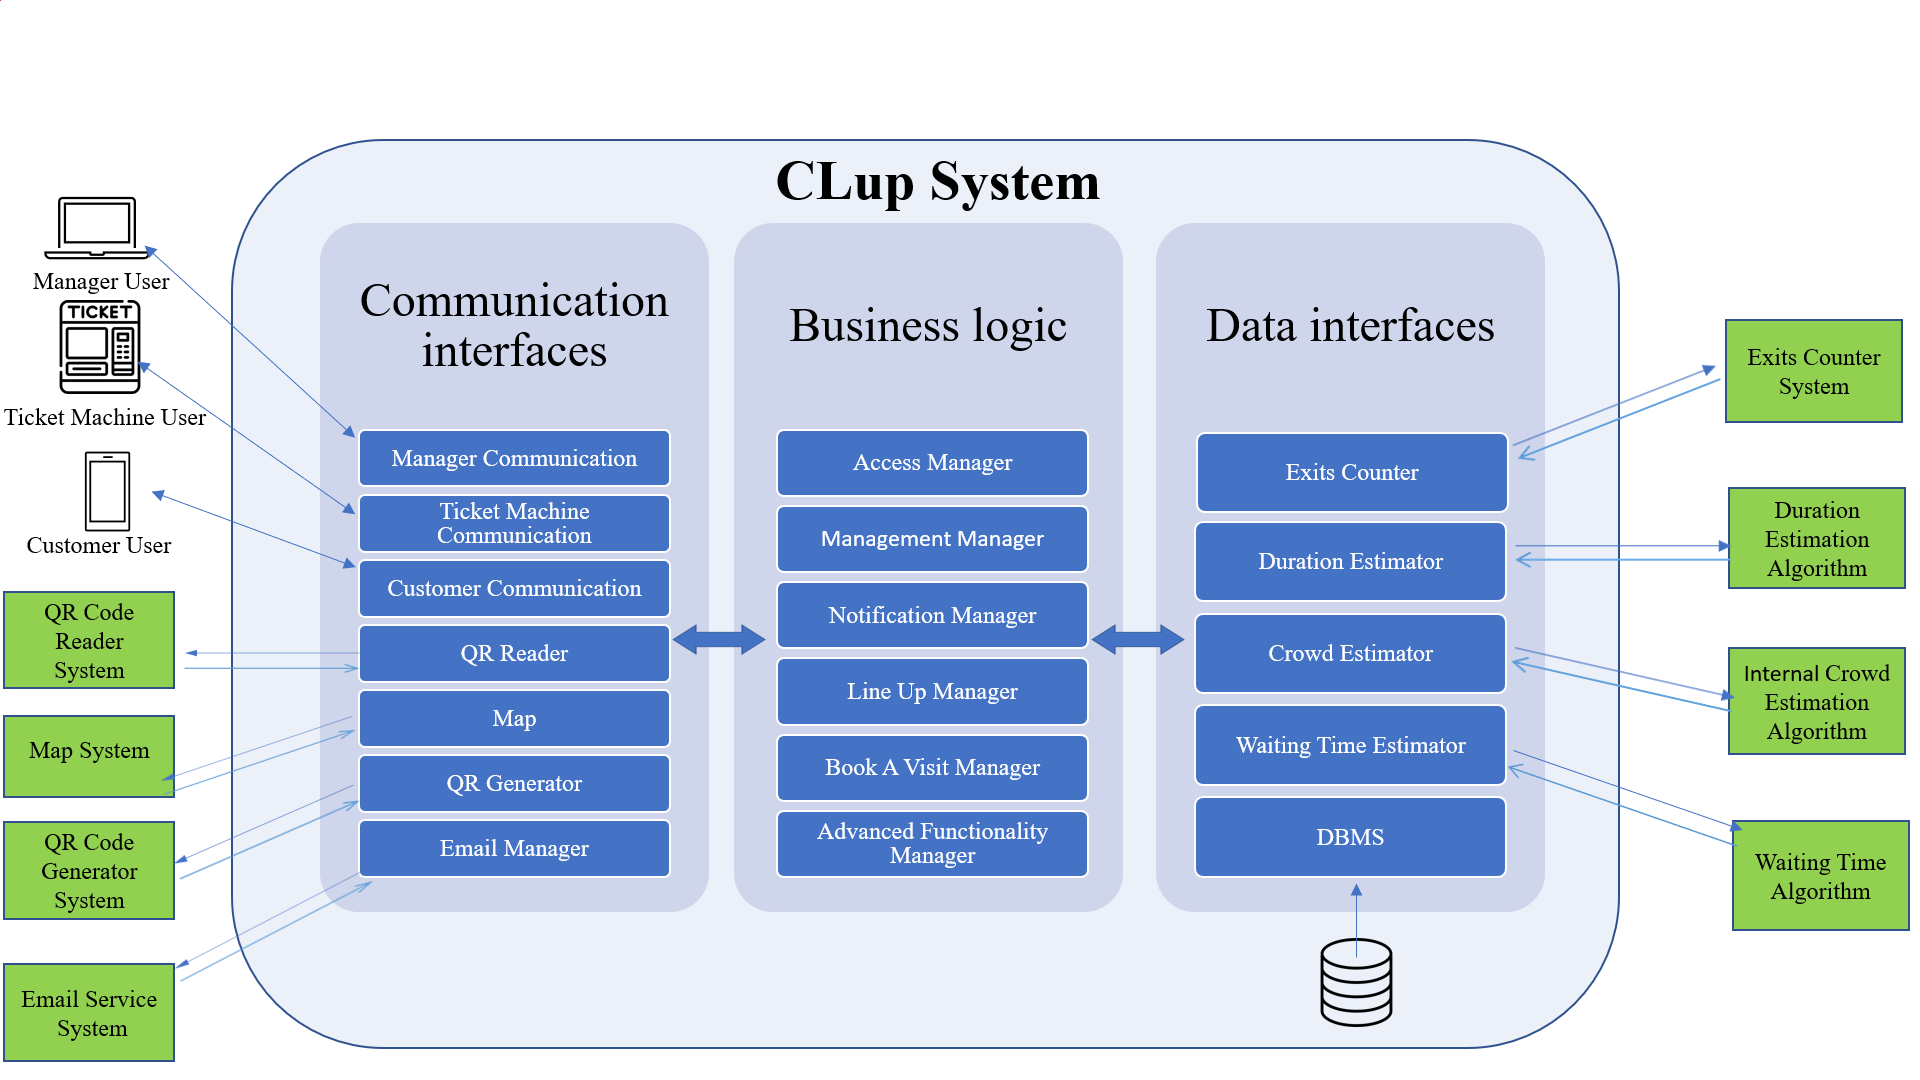 CLup System
Manager User
TICKET
Ticket Machine User
Customer User
QR Code
Reader
System
Map System
QR Code
Generator
System
Email Service
System
Communication
interfaces
Manager Communication
Ticket Machine
Communication
Customer Communication
QR Reader
Map
QR Generator
Email Manager
Business logic
Access Manager
Management Manager
Notification Manager
Line Up Manager
Book A Visit Manager
Advanced Functionality
Manager
Data interfaces
Exits Counter
Duration Estimator
Crowd Estimator
Waiting Time Estimator
DBMS
Exits Counter
System
Duration
Estimation
Algorithm
Internal Crowd
Estimation
Algorithm
Waiting Time
Algorithm